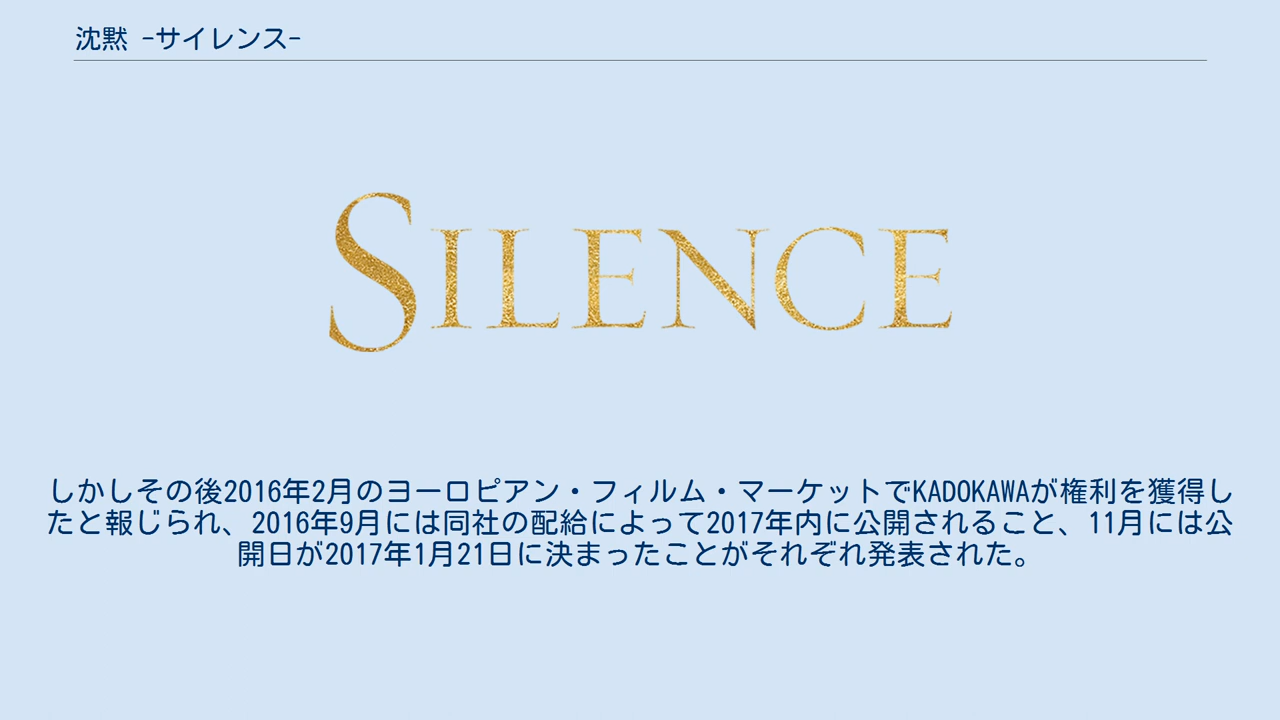 沈黙 -サイレンス-
SILENCE
しかしその後2016年2月のヨーロピアン・フィルム・マーケットでKADOKAWAが権利を獲得し
たと報じられ、2016年9月には同社の配給によって2017年内に公開されること、11月には公
開日が2017年1月21日に決まったことがそれぞれ発表された。